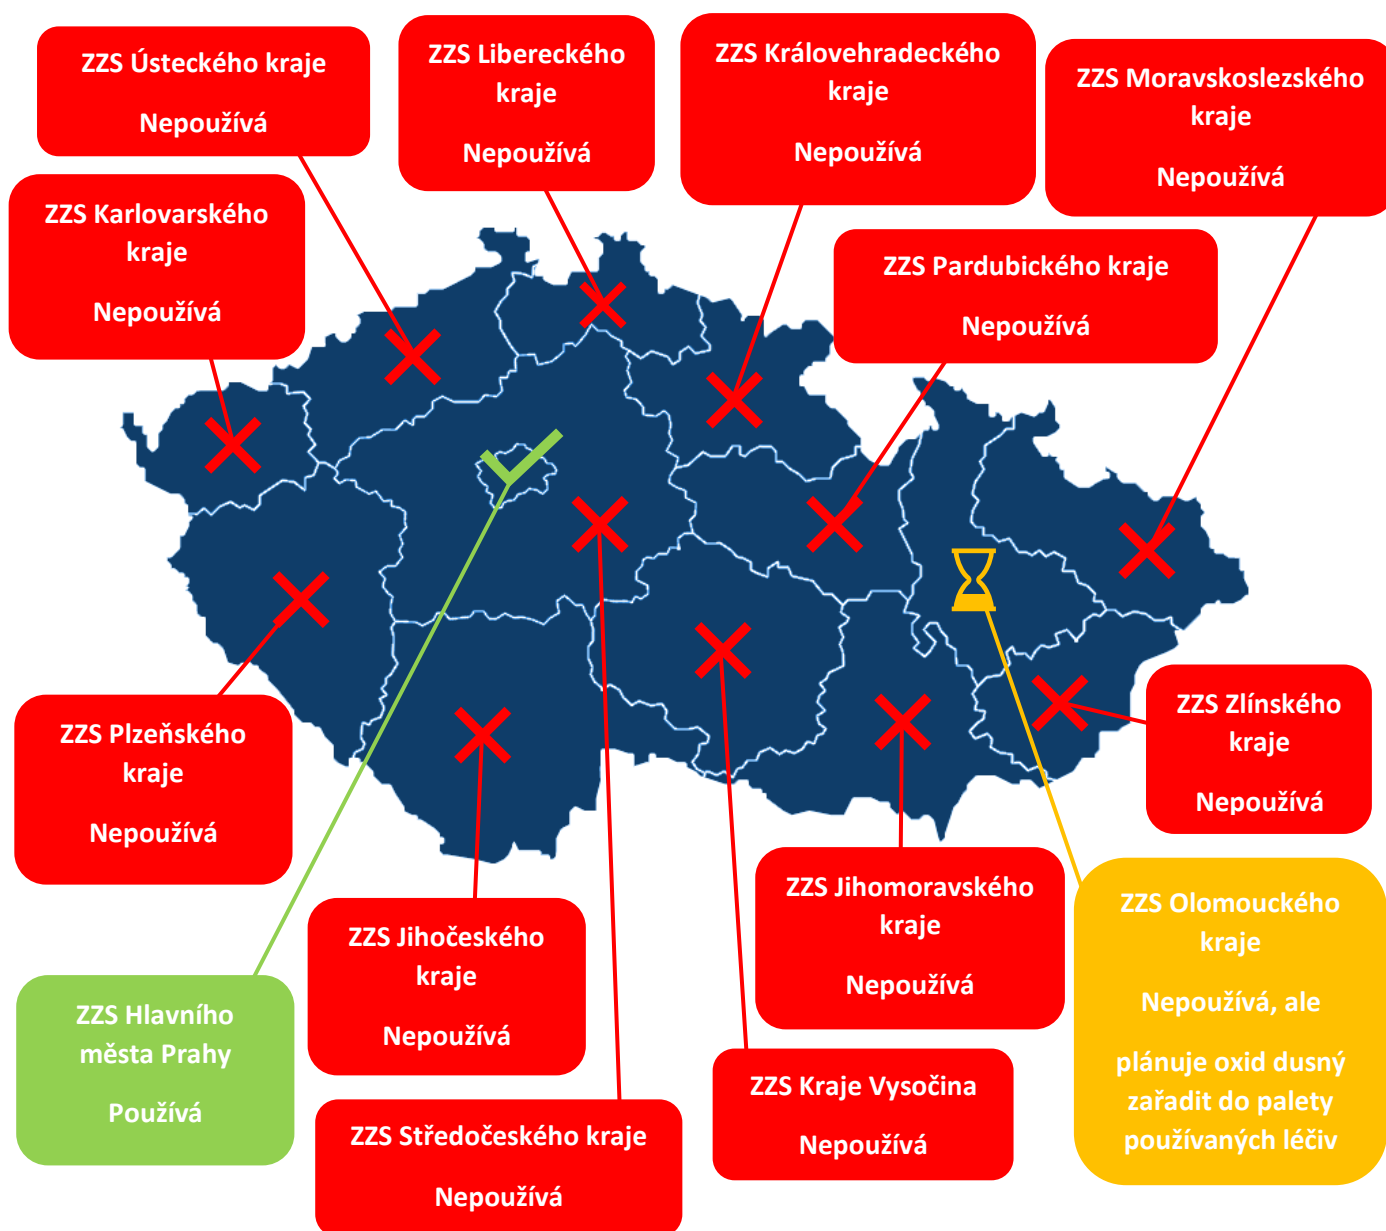 ZZS Ústeckého kraje
Nepoužívá
ZZS Libereckého
kraje
Nepoužívá
ZZS Královehradeckého
kraje
Nepoužívá
ZZS Moravskoslezského
kraje
Nepoužívá
ZZS Karlovarského
kraje
Nepoužívá
ZZS Pardubického kraje
Nepoužívá
ZZS Plzeňského
kraje
Nepoužívá
ZZS Zlínského
kraje
Nepoužívá
ZZS Jihočeského
kraje
Nepoužívá
ZZS Jihomoravského
kraje
Nepoužívá
ZZS Olomouckého
kraje
Nepoužívá, ale
plánuje oxid dusný
zařadit do palety
používaných léčiv
ZZS Hlavního
města Prahy
Používá
ZZS Středočeského kraje
Nepoužívá
ZZS Kraje Vysočina
Nepoužívá